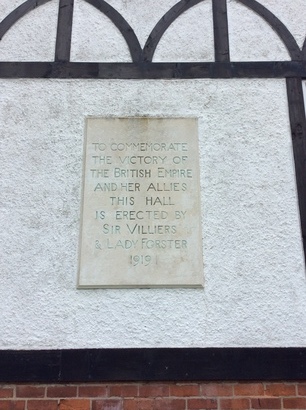 TO COMMEMORATE
THE VICTORY OF
THE BRITISH EMPIRE
AND HER ALLIES
THIS HALL
IS ERECTED BY
SIR VILLIERS
& LADY FORSTER
1919